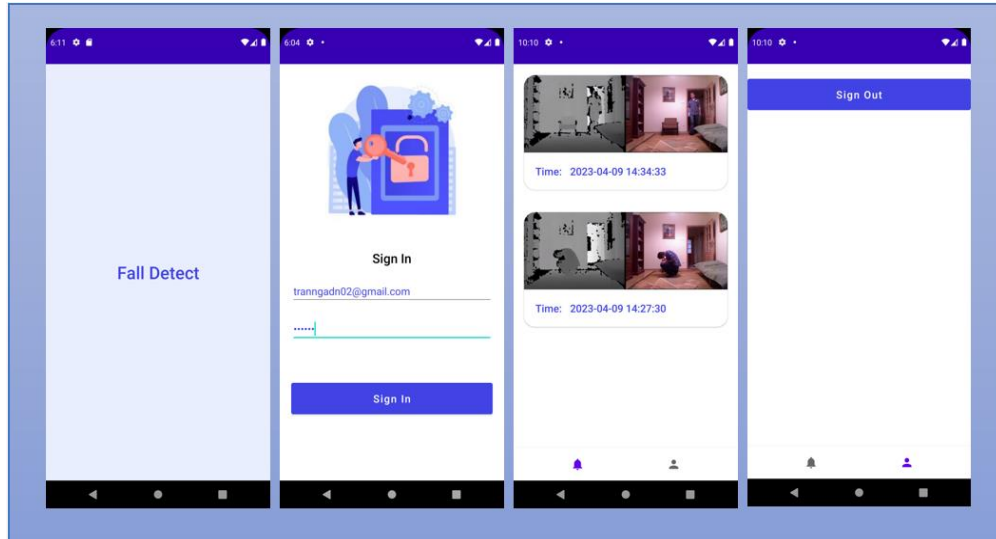 6:11
Fall Detect
6:04
Sign In
tranngadn02@gmail.com
Sign In
10:10
Time: 2023-04-09 14:34:33
Time: 2023-04-09 14:27:30
10:10
Sign Out